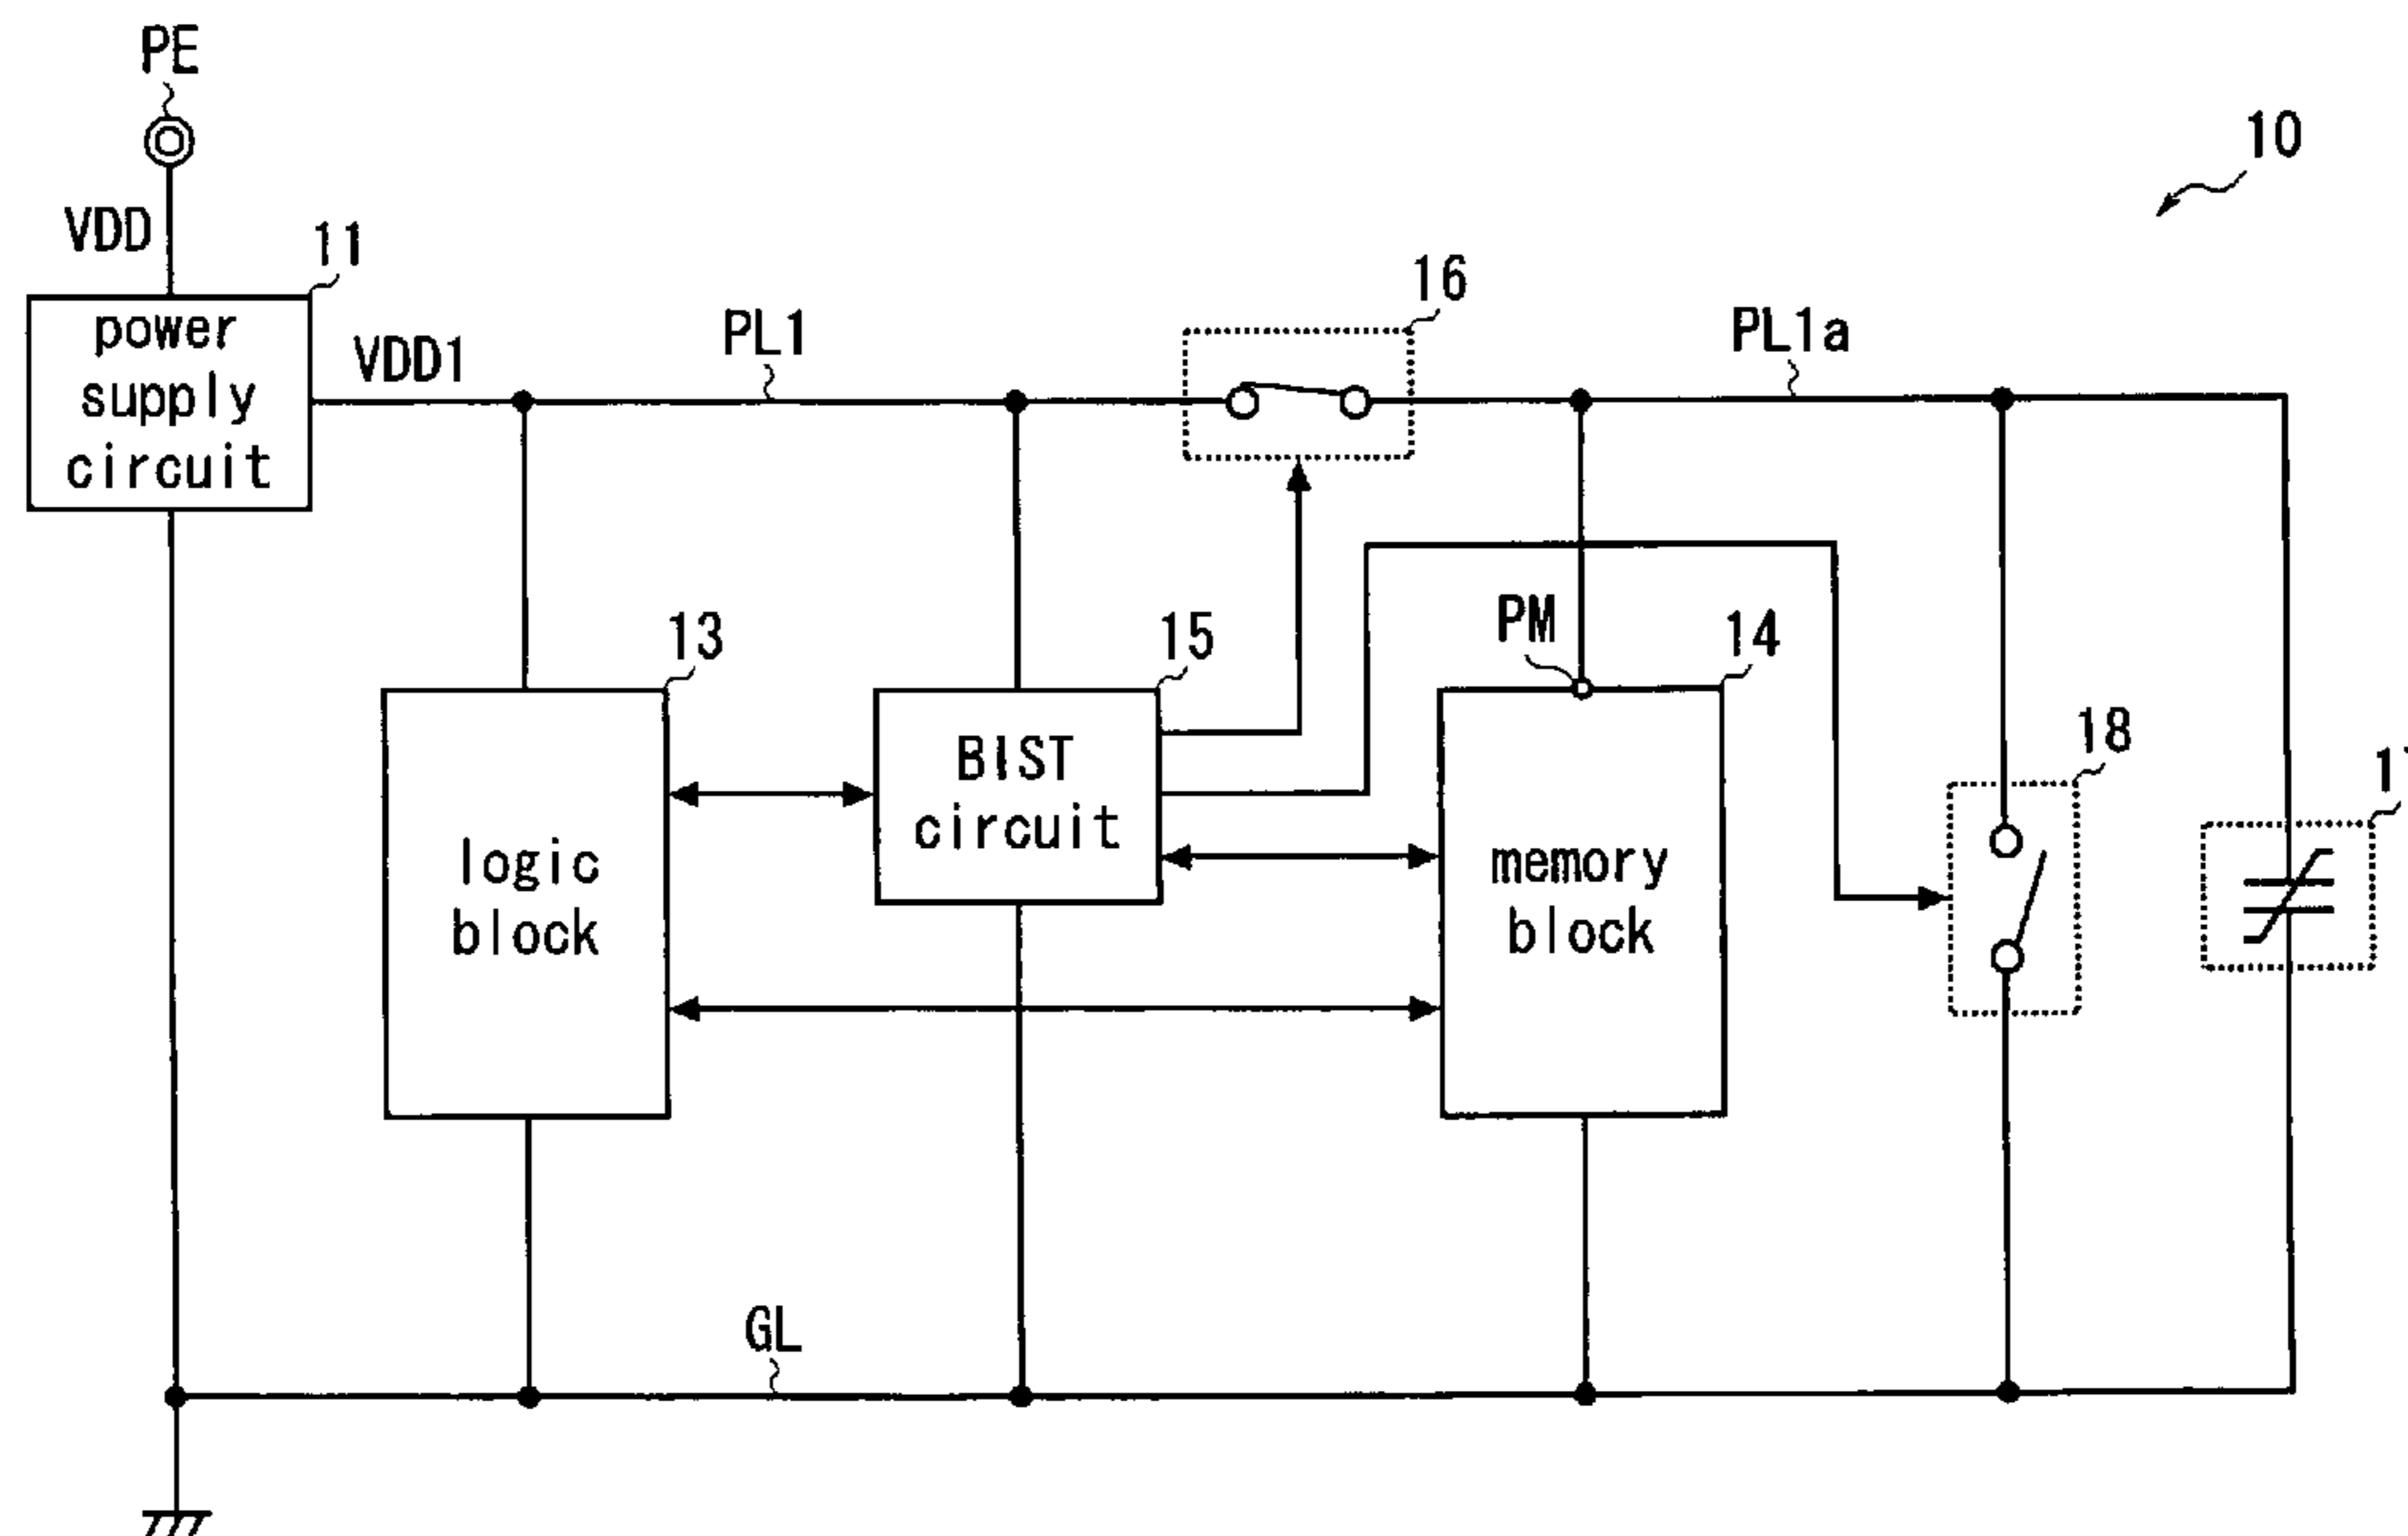 PE
10
VDD
11
16
power
supply
circuit
VDD1
PL1
PL1a
13
15
PM
14
18
BIST
circuit
logic
block
memory
block
GL